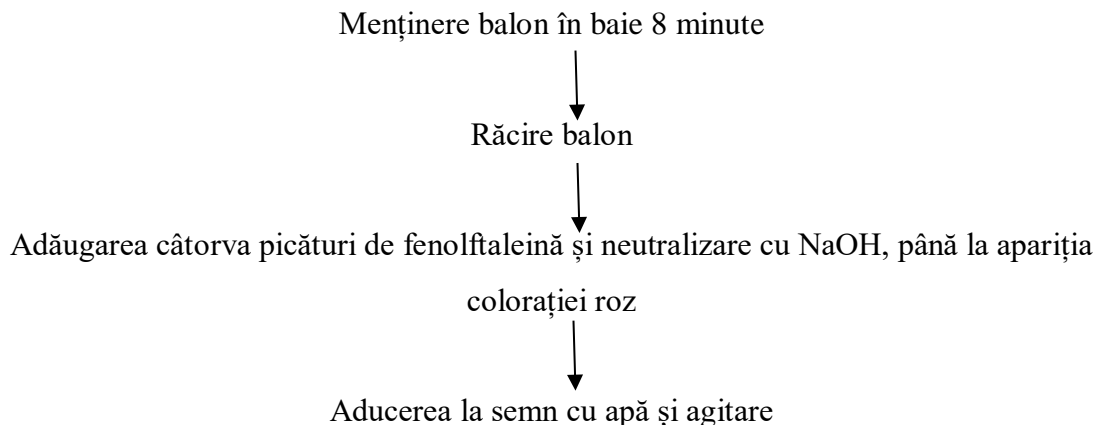 Menținere balon în baie 8 minute
Răcire balon
Adăugarea câtorva picături de fenolftaleină și neutralizare cu NaOH, până la apariția
colorației roz
Aducerea la semn cu apă și agitare